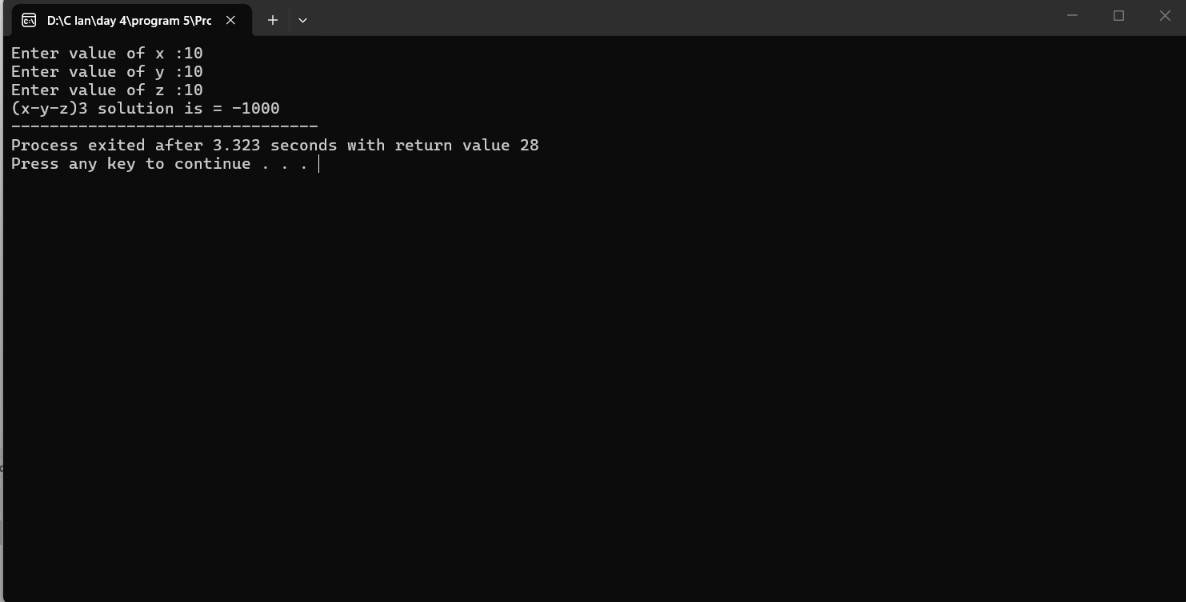 D:\C lan\day 4\program 5\Prc
Enter value of x :10
Enter value of y :10
Enter value of z :10
(x-y-z)3 solution is = -1000
--------------------------------
Process exited after 3.323 seconds with return value 28
Press any key to continue . . .